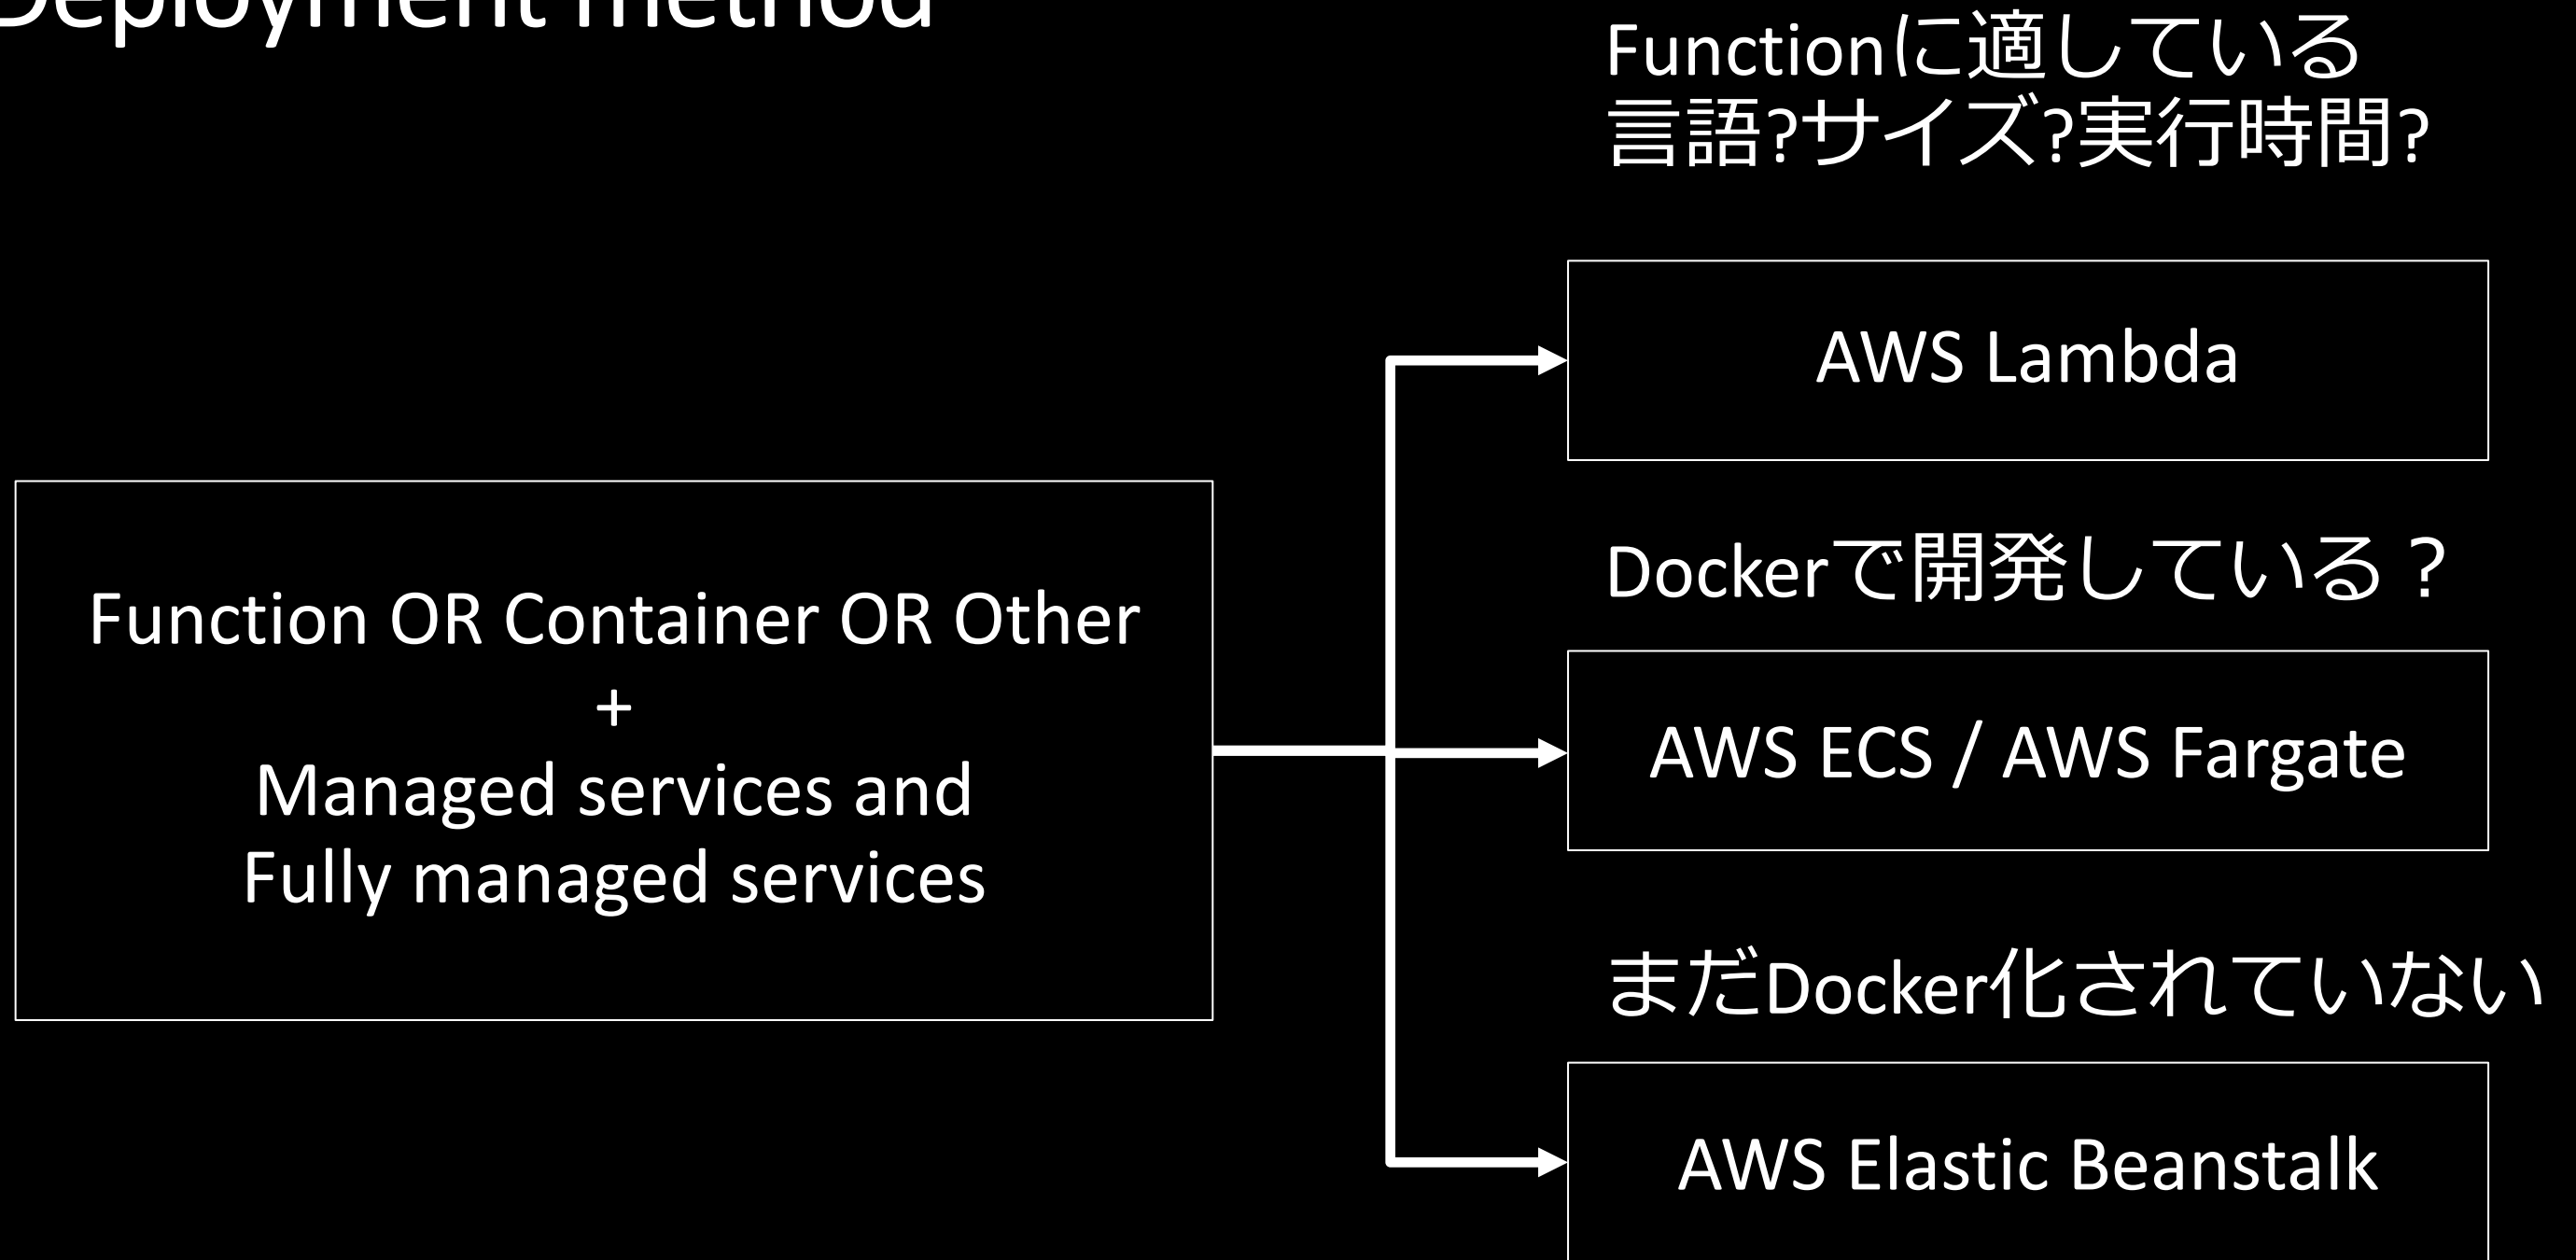 Deployment method
Functionに適している
言語?サイズ?実行時間?
AWS Lambda
Function OR Container OR Other
+
Managed services and
Fully managed services
Dockerで開発している？
AWS ECS / AWS Fargate
まだDocker化されていない
AWS Elastic Beanstalk